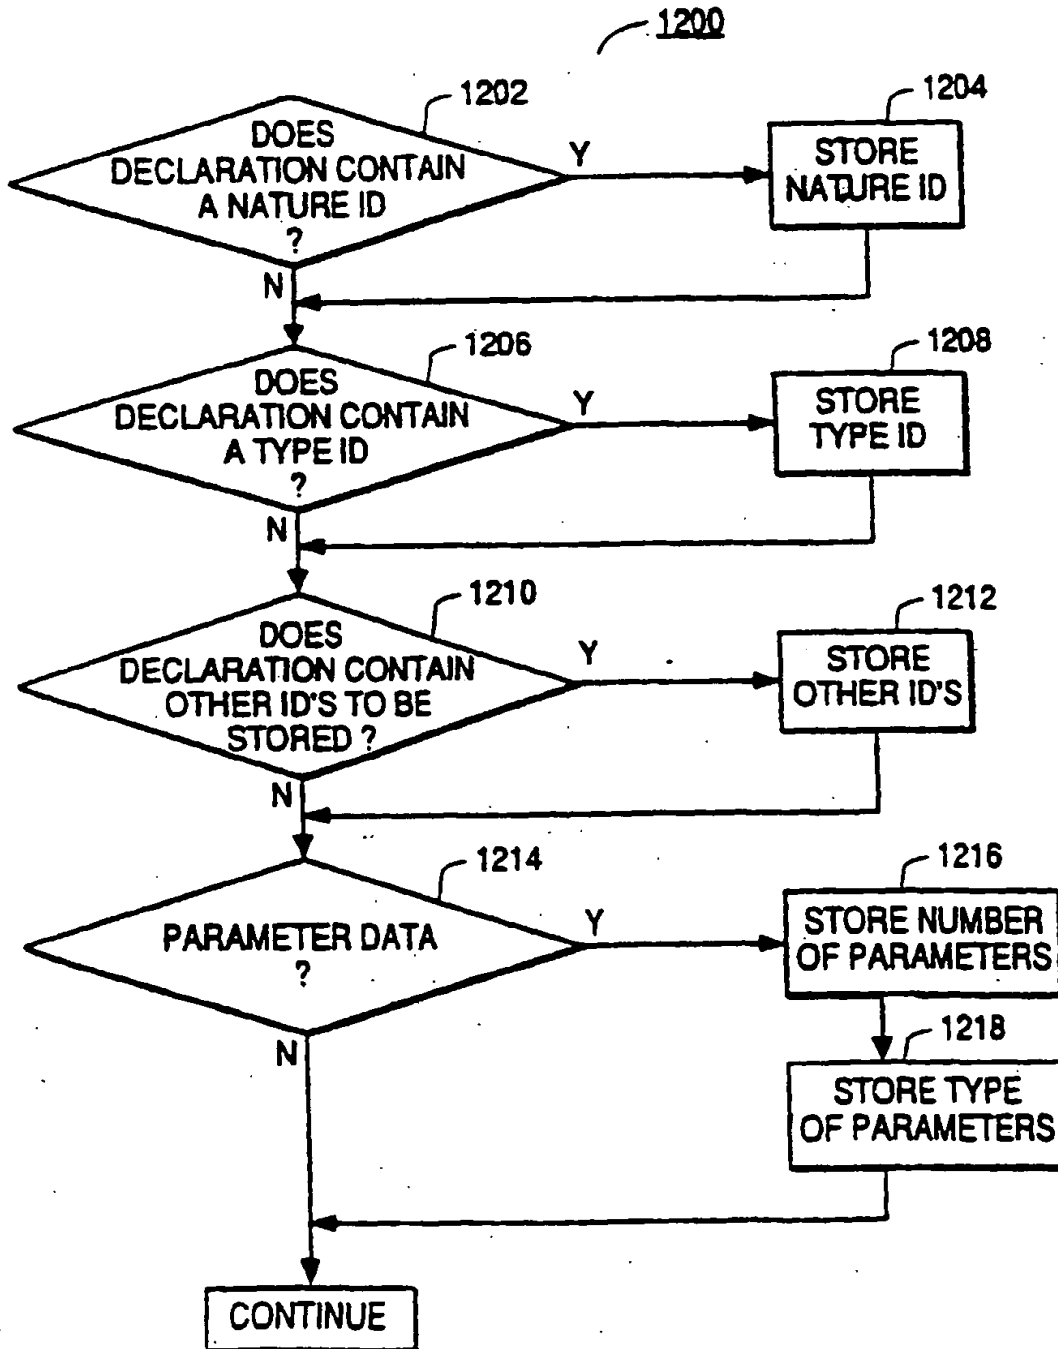 1200
1202
DOES
DECLARATION CONTAIN
A NATURE ID
?
Y
1204
STORE
NATURE ID
N
1206
DOES
DECLARATION CONTAIN
A TYPE ID
?
Y
1208
STORE
TYPE ID
N
1210
DOES
DECLARATION CONTAIN
OTHER ID'S TO BE
STORED ?
Y
1212
STORE
OTHER ID'S
N
1214
PARAMETER DATA
?
Y
1216
STORE NUMBER
OF PARAMETERS
1218
STORE TYPE
OF PARAMETERS
N
CONTINUE